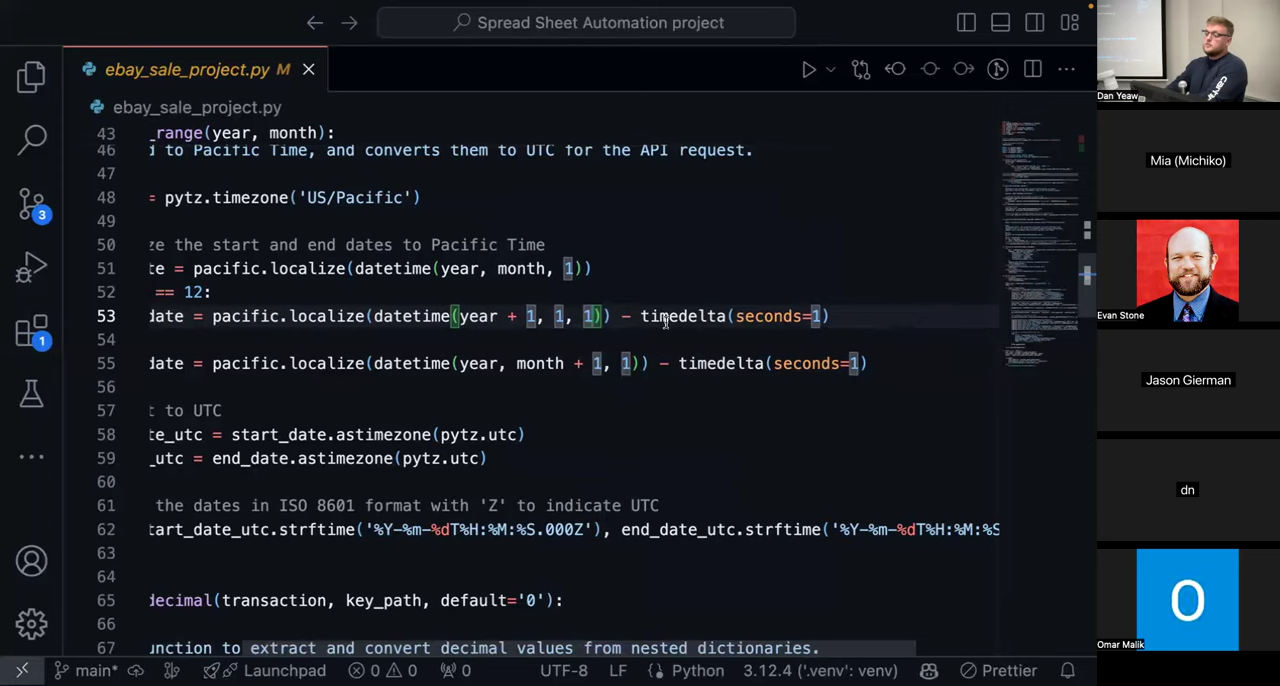 Spread Sheet Automation project
ebay_sale_project.py M
ebay_sale_project.py
43 _range(year, month):
46 d to Pacific Time, and converts them to UTC for the API request.
47
48 = pytz.timezone('US/Pacific')
49
50 ze the start and end dates to Pacific Time
51 te = pacific.localize(datetime(year, month, 1))
52 == 12:
53 date = pacific.localize(datetime(year + 1, 1, 1)) - timedelta(seconds=1)
54
55 date = pacific.localize(datetime(year, month + 1, 1)) - timedelta(seconds=1)
56
57 t to UTC
58 te_utc = start_date.astimezone(pytz.utc)
59 _utc = end_date.astimezone(pytz.utc)
60
61 the dates in ISO 8601 format with 'Z' to indicate UTC
62 start_date_utc.strftime('%Y-%m-%dT%H:%M:%S.000Z'), end_date_utc.strftime('%Y-%m-%dT%H:%M:%S
63
64
65 decimal(transaction, key_path, default='0'):
66
67 unction to extract and convert decimal values from nested dictionaries.
3
1
main* Launchpad 0 0 0 UTF-8 LF Python 3.12.4 ('.venv': venv) Prettier
Dan Yeaw
Mia (Michiko)
Evan Stone
Jason Gierman
dn
O
Omar Malik